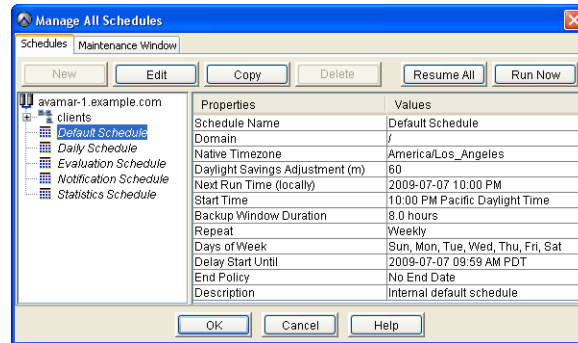 Manage All Schedules
Schedules Maintenance Window
New Edit Copy Delete Resume All Run Now
avamar-1.example.com
clients
Default Schedule
Daily Schedule
Evaluation Schedule
Notification Schedule
Statistics Schedule
Properties Values
Schedule Name Default Schedule
Domain /
Native Timezone America/Los_Angeles
Daylight Savings Adjustment (m) 60
Next Run Time (locally) 2009-07-07 10:00 PM
Start Time 10:00 PM Pacific Daylight Time
Backup Window Duration 8.0 hours
Repeat Weekly
Days of Week Sun, Mon, Tue, Wed, Thu, Fri, Sat
Delay Start Until 2009-07-07 09:59 AM PDT
End Policy No End Date
Description Internal default schedule
OK Cancel Help